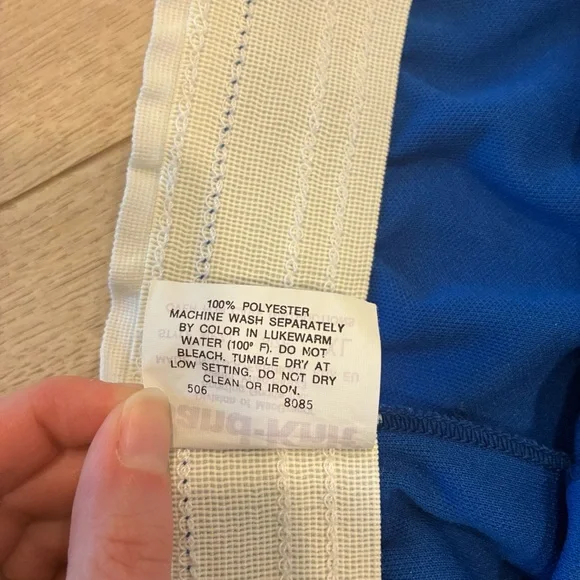 100% POLYESTER
MACHINE WASH SEPARATELY
BY COLOR IN LUKEWARM
WATER (100° F). DO NOT
BLEACH. TUMBLE DRY AT
LOW SETTING. DO NOT DRY
CLEAN OR IRON.
506 8085